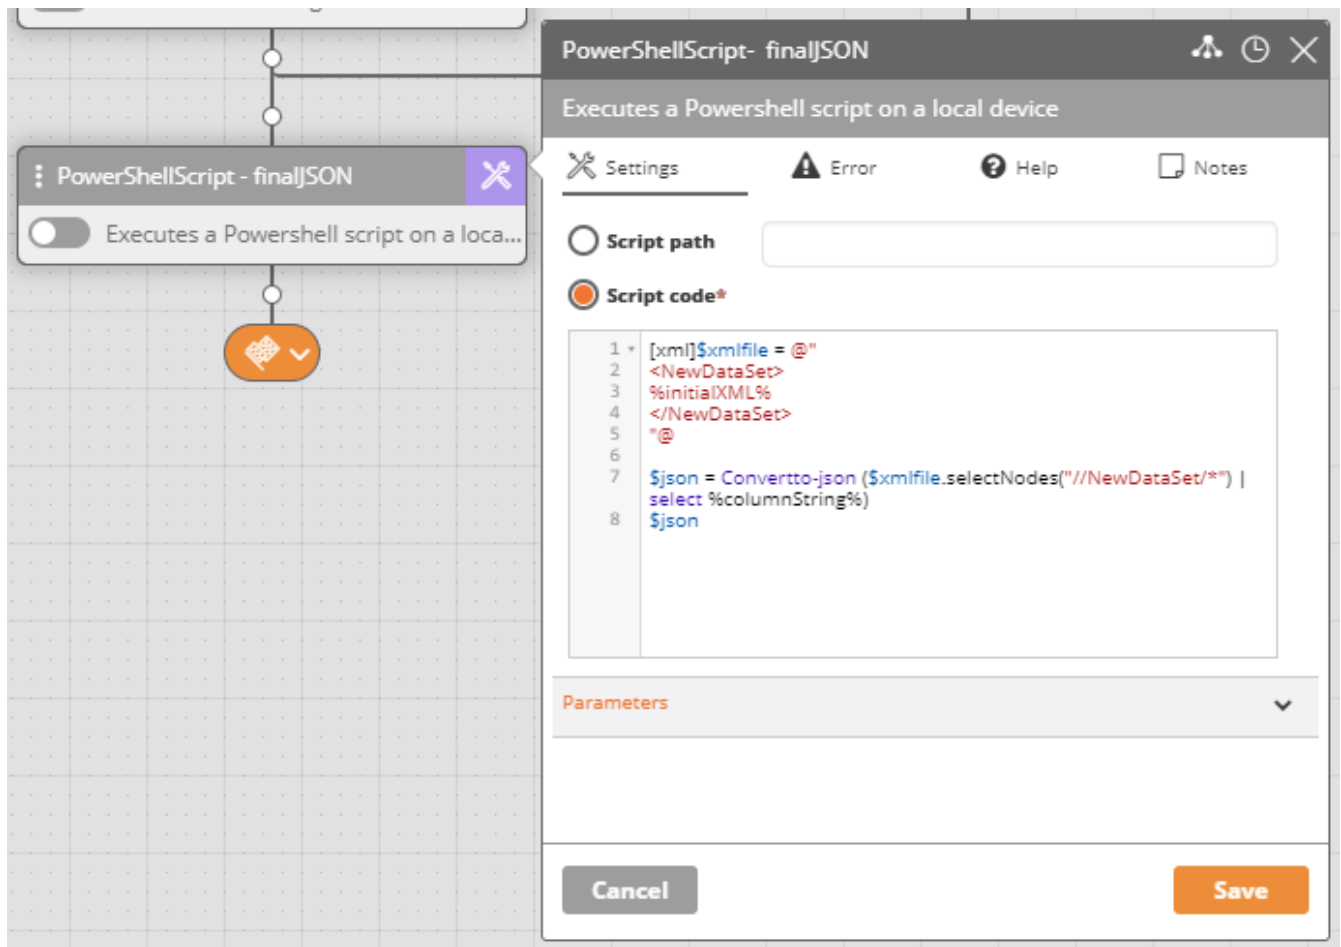 PowerShellScript - finalJSON
Executes a Powershell script on a loca...
PowerShellScript- finalJSON
Executes a Powershell script on a local device
Settings
Error
Help
Notes
Script path
Script code*
1 [xml]$xmlfile = @"
2 <NewDataSet>
3 %initialXML%
4 </NewDataSet>
5 "@
6
7 $json = Convertto-json ($xmlfile.selectNodes("//NewDataSet/*") |
select %columnString%)
8 $json
Parameters
Cancel
Save